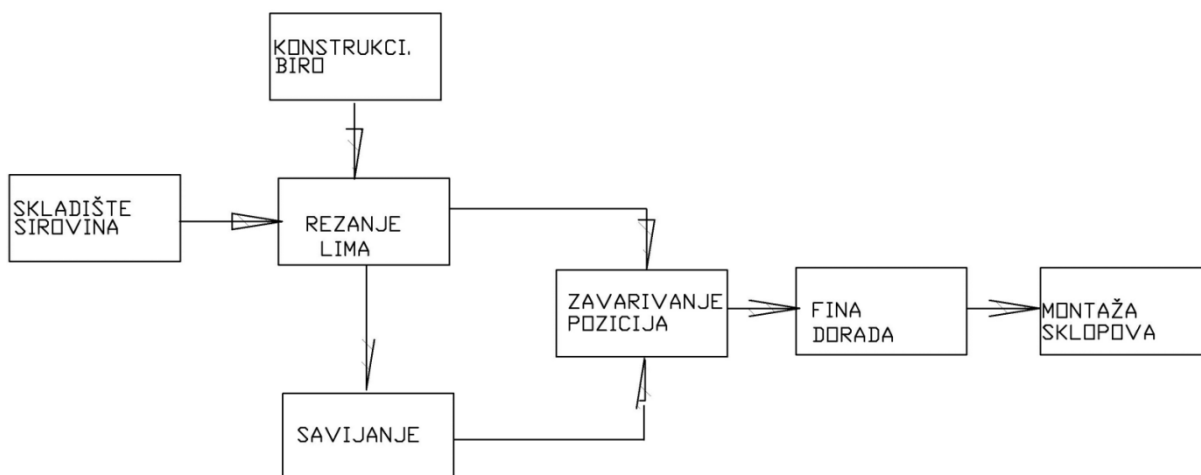 KONSTRUKCI.
BIRO
SKLADIŠTE
SIROVINA
REZANJE
LIMA
ZAVARIVANJE
POZICIJA
FINA
DORADA
MONTAŽA
SKLOPOVA
SAVIJANJE